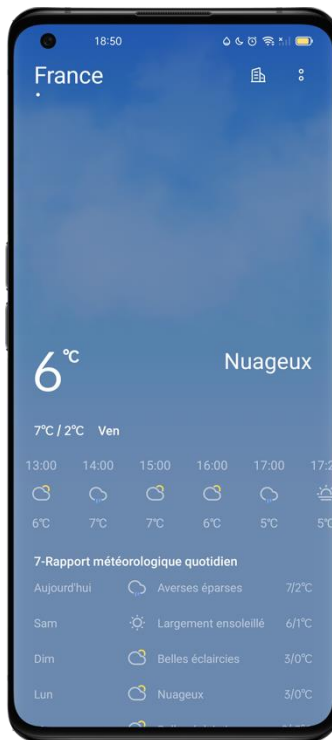 18:50
France
6°C
Nuageux
7°C / 2°C Ven
13:00 14:00 15:00 16:00 17:00
6°C 7°C 7°C 6°C 5°C 5°C
7-Rapport météorologique quotidien
Aujourd'hui Averses éparses 7/2°C
Sam Largement ensoleillé 6/1°C
Dim Belles éclaircies 3/0°C
Lun Nuageux 3/0°C